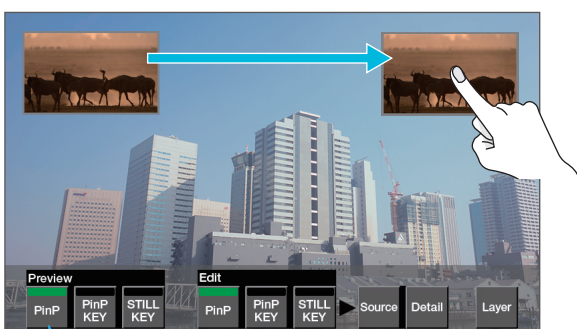 Preview
Edit
PinP
PinP KEY
STILL KEY
PinP
PinP KEY
STILL KEY
Source
Detail
Layer